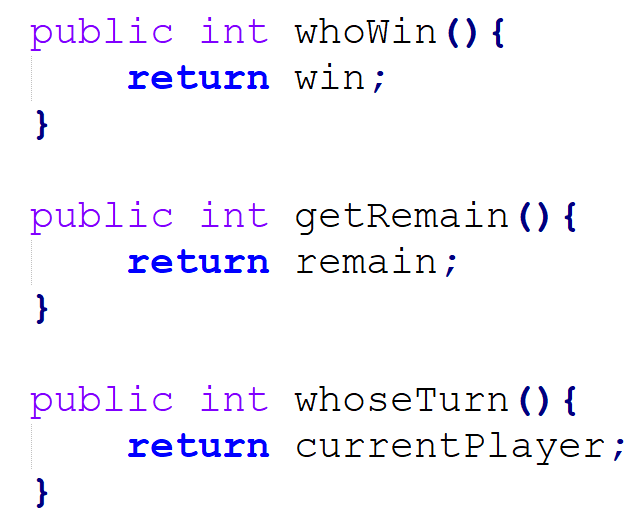 public int whoWin(){
return win;
}
public int getRemain(){
return remain;
}
public int whoseTurn(){
return currentPlayer;
}